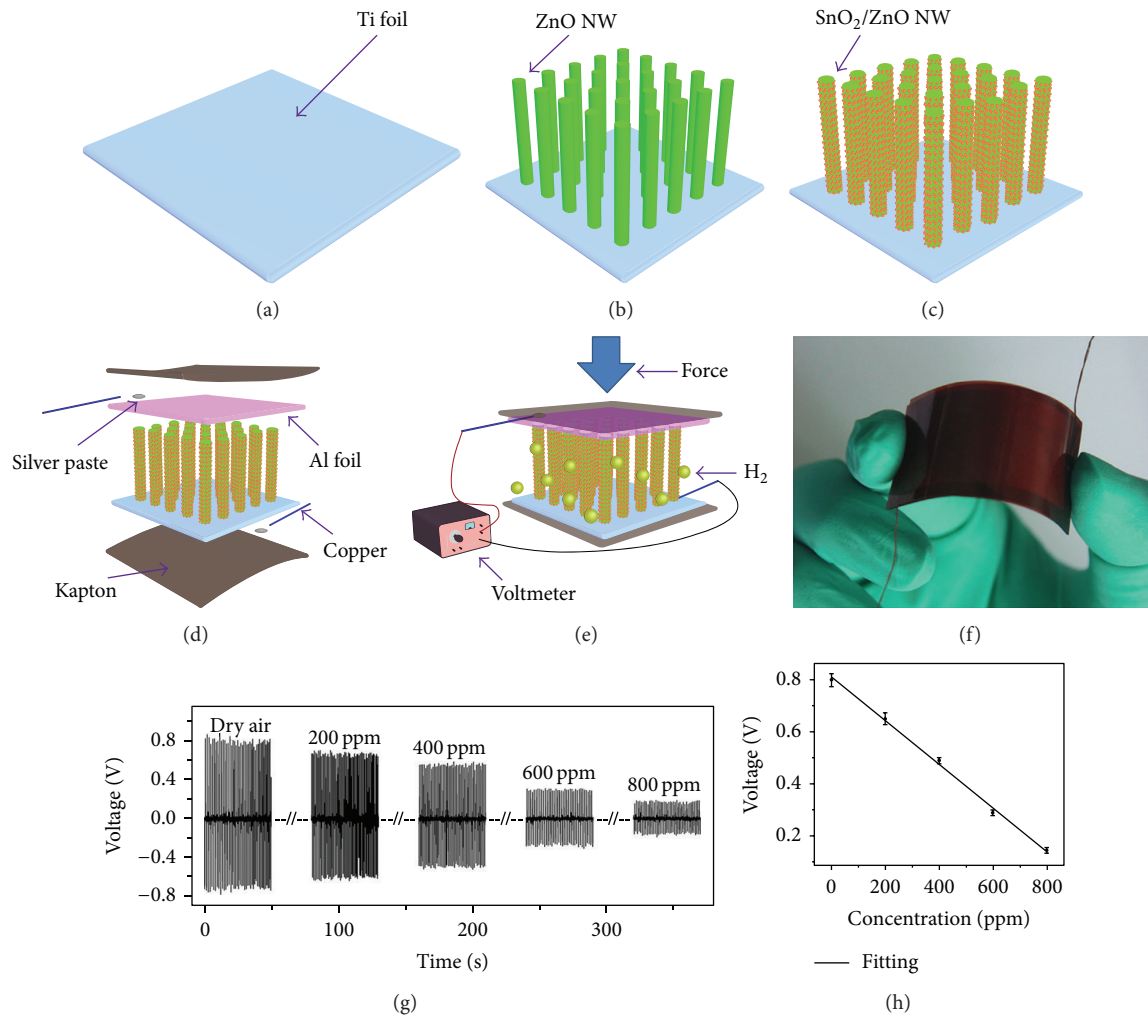 Ti foil
ZnO NW
SnO₂/ZnO NW
(a)
(b)
(c)
Silver paste
Al foil
Copper
Kapton
Force
H₂
Voltmeter
(d)
(e)
(f)
Voltage (V)
0.8
0.4
0.0
−0.4
−0.8
Dry air
200 ppm
400 ppm
600 ppm
800 ppm
0
100
200
300
Time (s)
(g)
Voltage (V)
0.8
0.6
0.4
0.2
0
200
400
600
800
Concentration (ppm)
Fitting
(h)